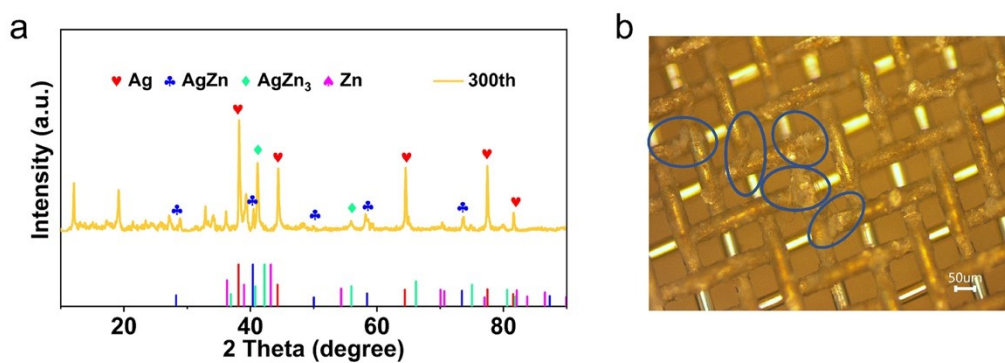 a
♥ Ag ♣ AgZn ♦ AgZn₃ ♠ Zn 300th
Intensity (a.u.)
20 40 60 80
2 Theta (degree)
b
50um